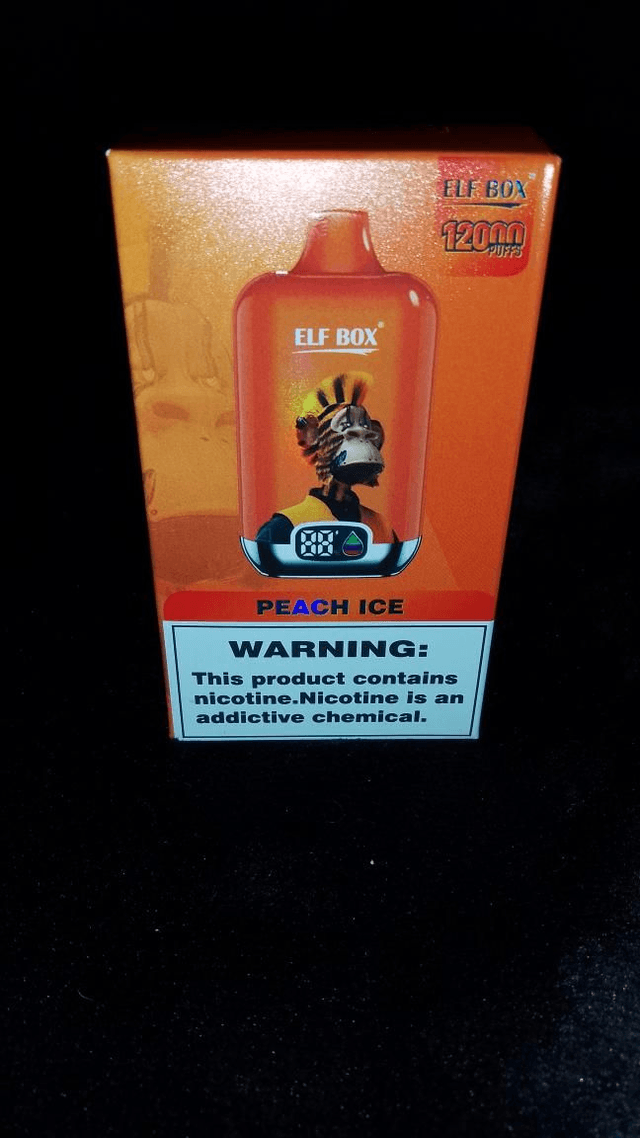 ELF BOX
12000
PUFFS
ELF BOX
PEACH ICE
WARNING:
This product contains
nicotine.Nicotine is an
addictive chemical.